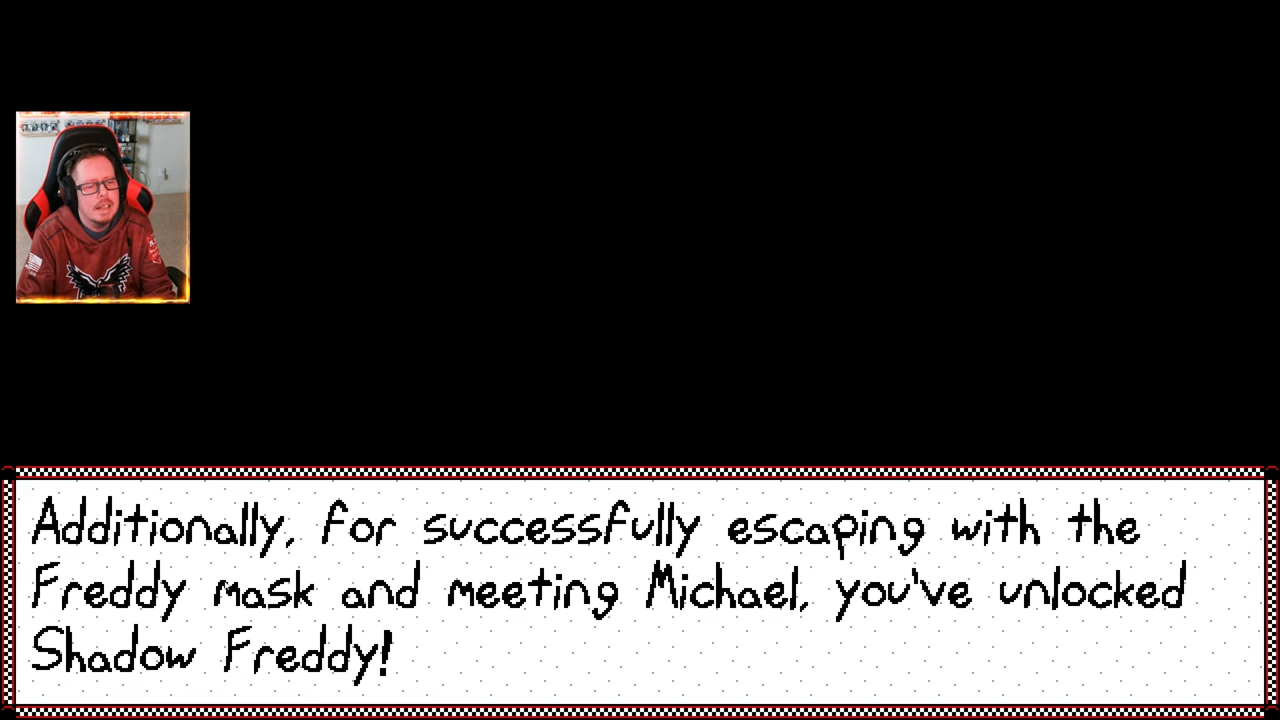 Additionally, for successfully escaping with the
Freddy mask and meeting Michael, you've unlocked
Shadow Freddy!